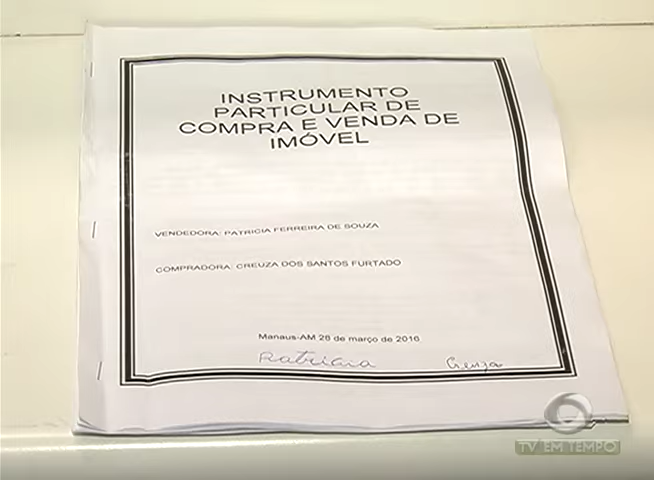 INSTRUMENTO
PARTICULAR DE
COMPRA E VENDA DE
IMÓVEL
VENDEDORA: PATRICIA FERREIRA DE SOUZA
COMPRADORA: CREUZA DOS SANTOS FURTADO
Manaus-AM 28 de março de 2016
Patrícia Creuza
TV EM TEMPO